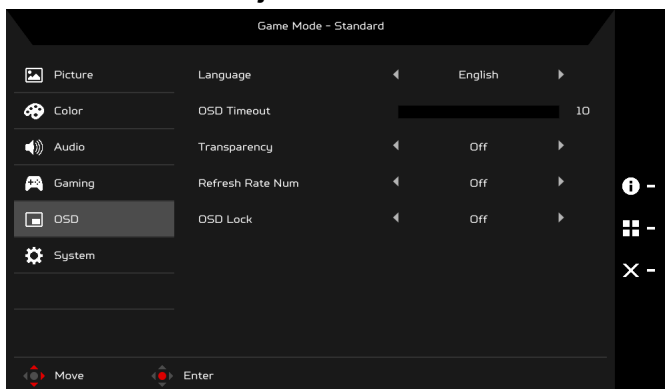 Game Mode - Standard
Picture
Language English
Color
OSD Timeout 10
Audio
Transparency Off
Gaming
Refresh Rate Num Off
OSD
OSD Lock Off
System
Move Enter